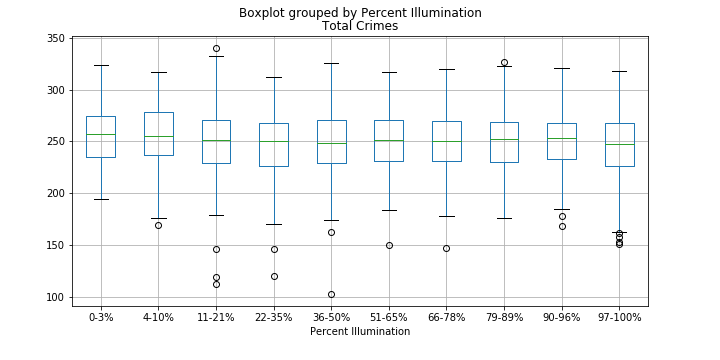 Boxplot grouped by Percent Illumination
Total Crimes
350
300
250
200
150
100
0-3% 4-10% 11-21% 22-35% 36-50% 51-65% 66-78% 79-89% 90-96% 97-100%
Percent Illumination